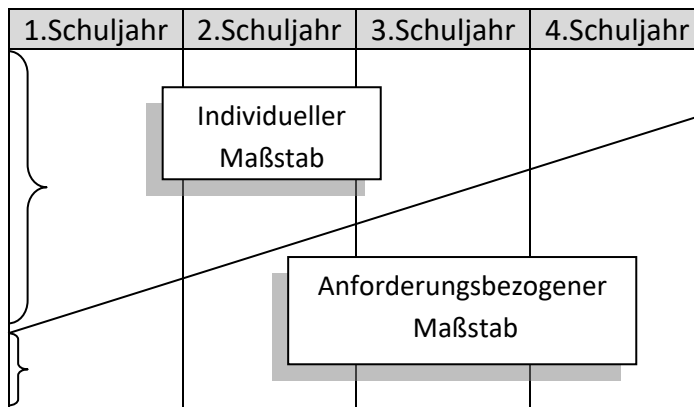 1.Schuljahr 2.Schuljahr 3.Schuljahr 4.Schuljahr
Individueller
Maßstab
Anforderungsbezogener
Maßstab